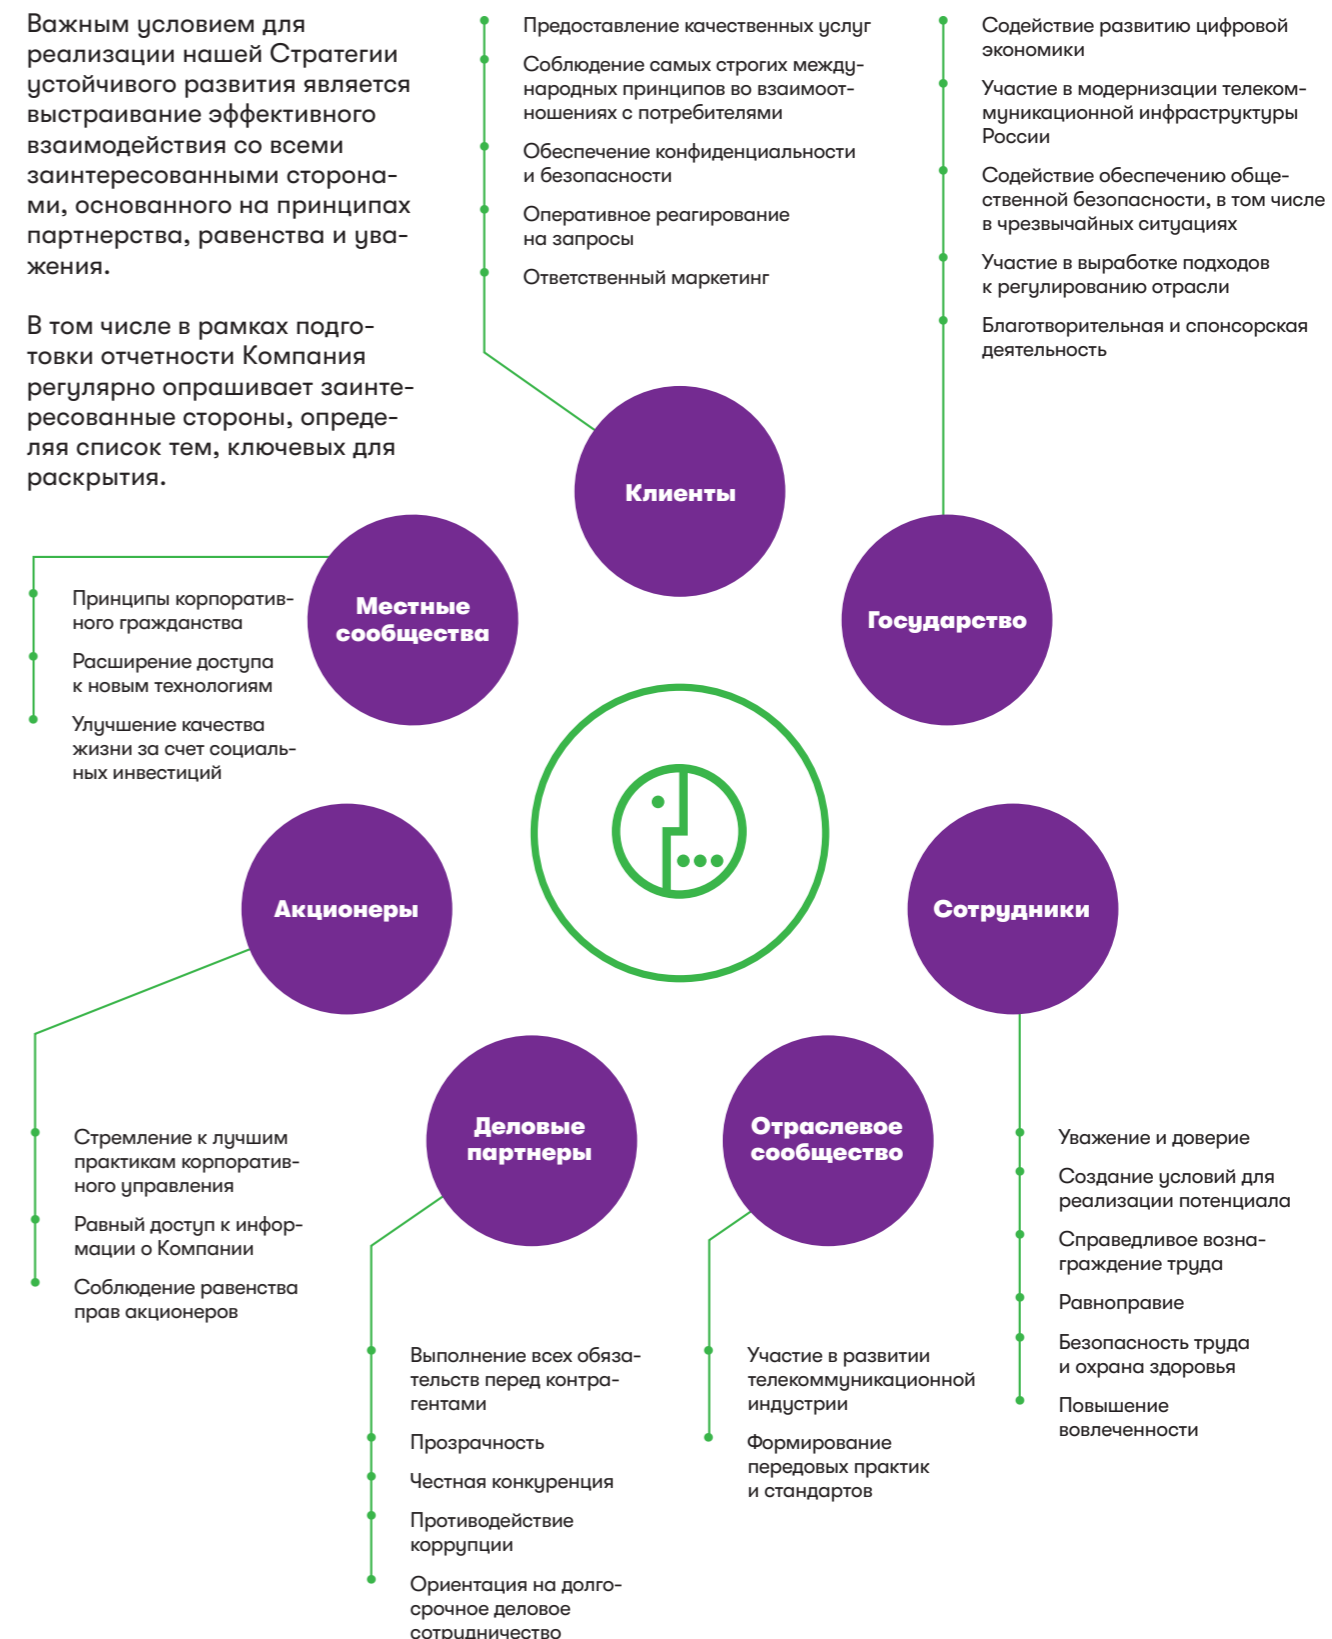 Важным условием для
реализации нашей Стратегии
устойчивого развития является
выстраивание эффективного
взаимодействия со всеми
заинтересованными сторона-
ми, основанного на принципах
партнерства, равенства и ува-
жения.
В том числе в рамках подго-
товки отчетности Компания
регулярно опрашивает заинте-
ресованные стороны, опреде-
ляя список тем, ключевых для
раскрытия.
Предоставление качественных услуг
Соблюдение самых строгих между-
народных принципов во взаимоот-
ношениях с потребителями
Обеспечение конфиденциальности
и безопасности
Оперативное реагирование
на запросы
Ответственный маркетинг
Содействие развитию цифровой
экономики
Участие в модернизации телеком-
муникационной инфраструктуры
России
Содействие обеспечению обще-
ственной безопасности, в том числе
в чрезвычайных ситуациях
Участие в выработке подходов
к регулированию отрасли
Благотворительная и спонсорская
деятельность
Клиенты
Местные
сообщества
Государство
Принципы корпоратив-
ного гражданства
Расширение доступа
к новым технологиям
Улучшение качества
жизни за счет социаль-
ных инвестиций
Акционеры
Сотрудники
Деловые
партнеры
Отраслевое
сообщество
Стремление к лучшим
практикам корпоратив-
ного управления
Равный доступ к инфор-
мации о Компании
Соблюдение равенства
прав акционеров
Выполнение всех обяза-
тельств перед контра-
гентами
Прозрачность
Честная конкуренция
Противодействие
коррупции
Ориентация на долго-
срочное деловое
сотрудничество
Участие в развитии
телекоммуникационной
индустрии
Формирование
передовых практик
и стандартов
Уважение и доверие
Создание условий для
реализации потенциала
Справедливое возна-
граждение труда
Равноправие
Безопасность труда
и охрана здоровья
Повышение
вовлеченности